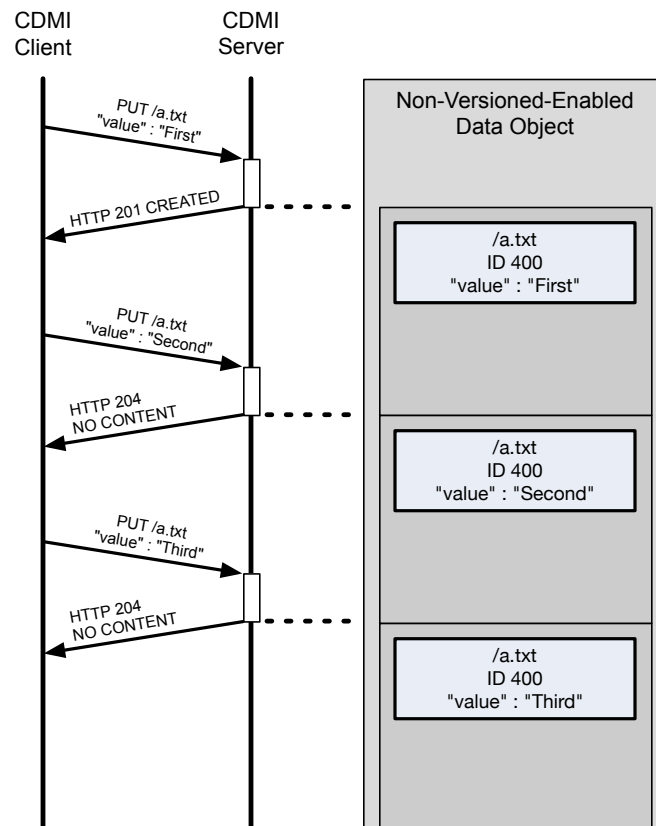 CDMI
Client
CDMI
Server
Non-Versioned-Enabled
Data Object
PUT /a.txt
"value" : "First"
HTTP 201 CREATED
/a.txt
ID 400
"value" : "First"
PUT /a.txt
"value" : "Second"
HTTP 204
NO CONTENT
/a.txt
ID 400
"value" : "Second"
PUT /a.txt
"value" : "Third"
HTTP 204
NO CONTENT
/a.txt
ID 400
"value" : "Third"